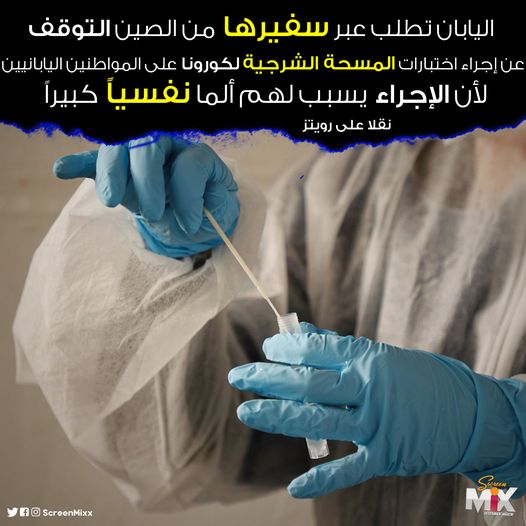 اليابان تطلب عبر سفيرها من الصين التوقف
عن إجراء اختبارات المسحة الشرجية لكورونا على المواطنين اليابانيين
لأن الإجراء يسبب لهم ألما نفسياً كبيراً
نقلا على رويتز
ScreenMixx
Screen
MiX